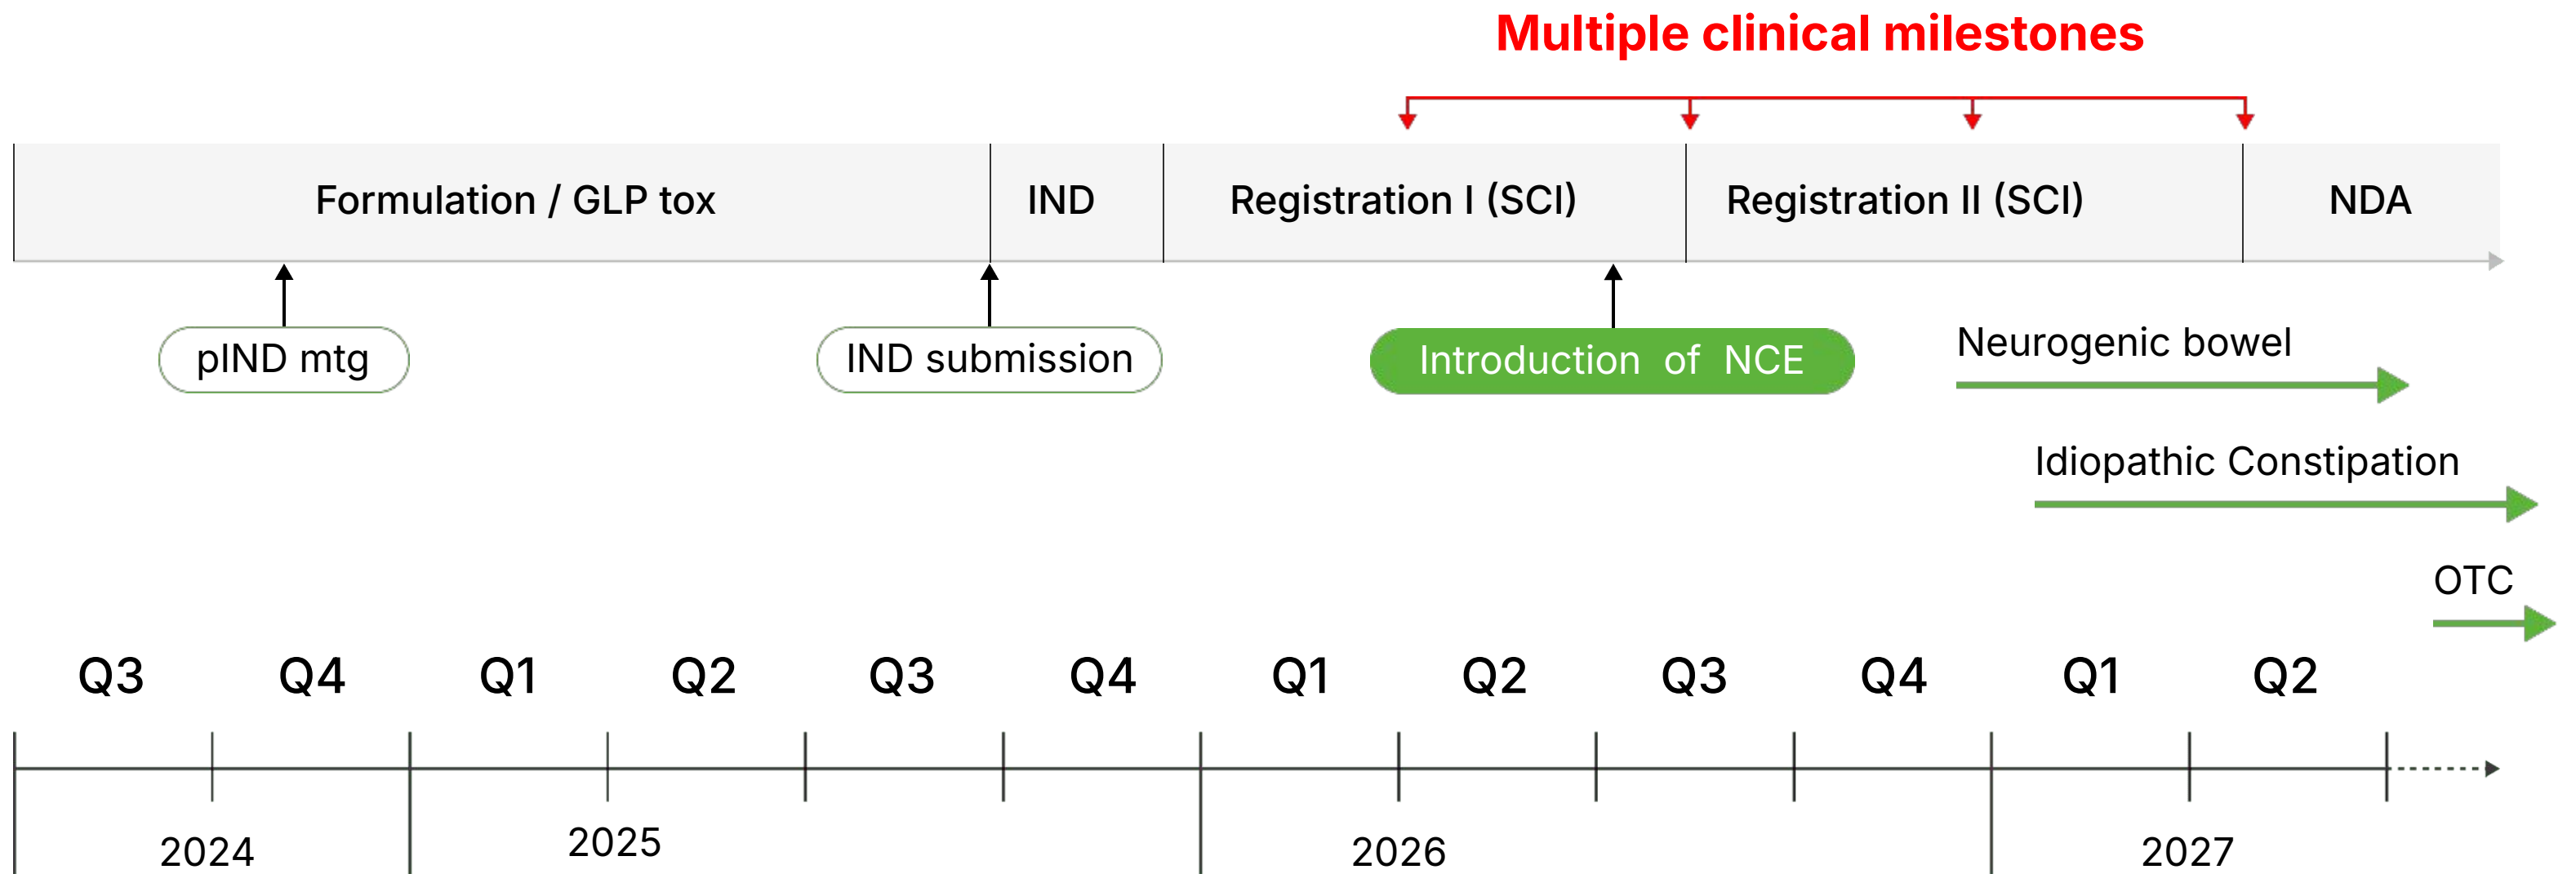 Multiple clinical milestones
Formulation / GLP tox
IND
Registration I (SCI)
Registration II (SCI)
NDA
pIND mtg
IND submission
Introduction of NCE
Neurogenic bowel
Idiopathic Constipation
OTC
Q3 Q4 Q1 Q2 Q3 Q4 Q1 Q2 Q3 Q4 Q1 Q2
2024 2025 2026 2027